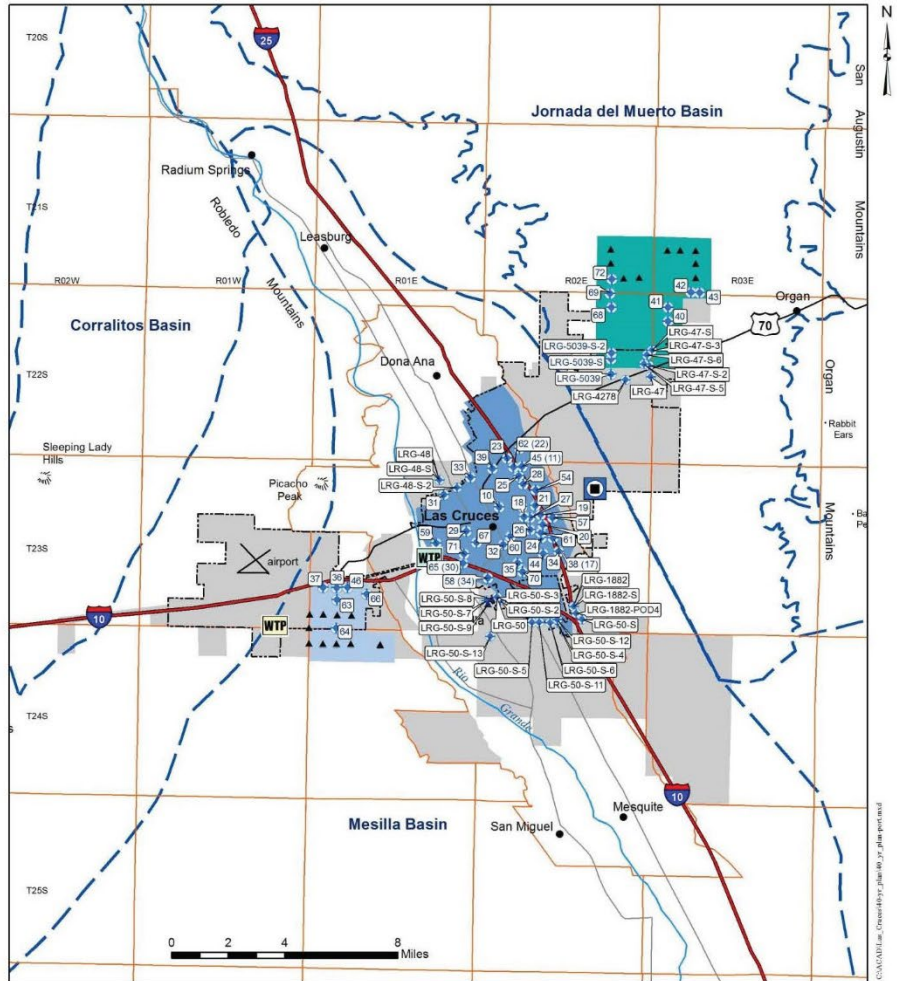 N
T20S
25
Jornada del Muerto Basin
San
Augustin
Mountains
Radium Springs
T21S
Robledo
Mountains
Leasburg
R02W
R01W
R01E
R02E
R03E
72
69
68
42
43
41
40
Organ
70
Corralitos Basin
LRG-47-S
LRG-5039-S-2
LRG-47-S-3
LRG-5039-S
LRG-47-S-6
LRG-5039
LRG-47-S-2
LRG-4278
LRG-47
LRG-47-S-5
T22S
Dona Ana
Organ
Mountains
Rabbit
Ears
Sleeping Lady
Hills
Picacho
Peak
LRG-48
LRG-48-S
LRG-48-S-2
23
62 (22)
39
45 (11)
33
25
28
54
31
10
18
21
27
19
Las Cruces
57
59
29
67
26
20
T23S
71
32
60
24
61
WTP
65 (30)
35
44
34
38 (17)
58 (34)
70
airport
37
36
46
66
63
64
WTP
10
LRG-1882
LRG-50-S-3
LRG-1882-S
LRG-50-S-8
LRG-50-S-2
LRG-1882-POD4
LRG-50-S-7
LRG-50
LRG-50-S
LRG-50-S-9
LRG-50-S-12
LRG-50-S-13
LRG-50-S-4
LRG-50-S-5
LRG-50-S-6
LRG-50-S-11
Rio
Grande
T24S
10
Mesilla Basin
San Miguel
Mesquite
T25S
0 2 4 8
Miles